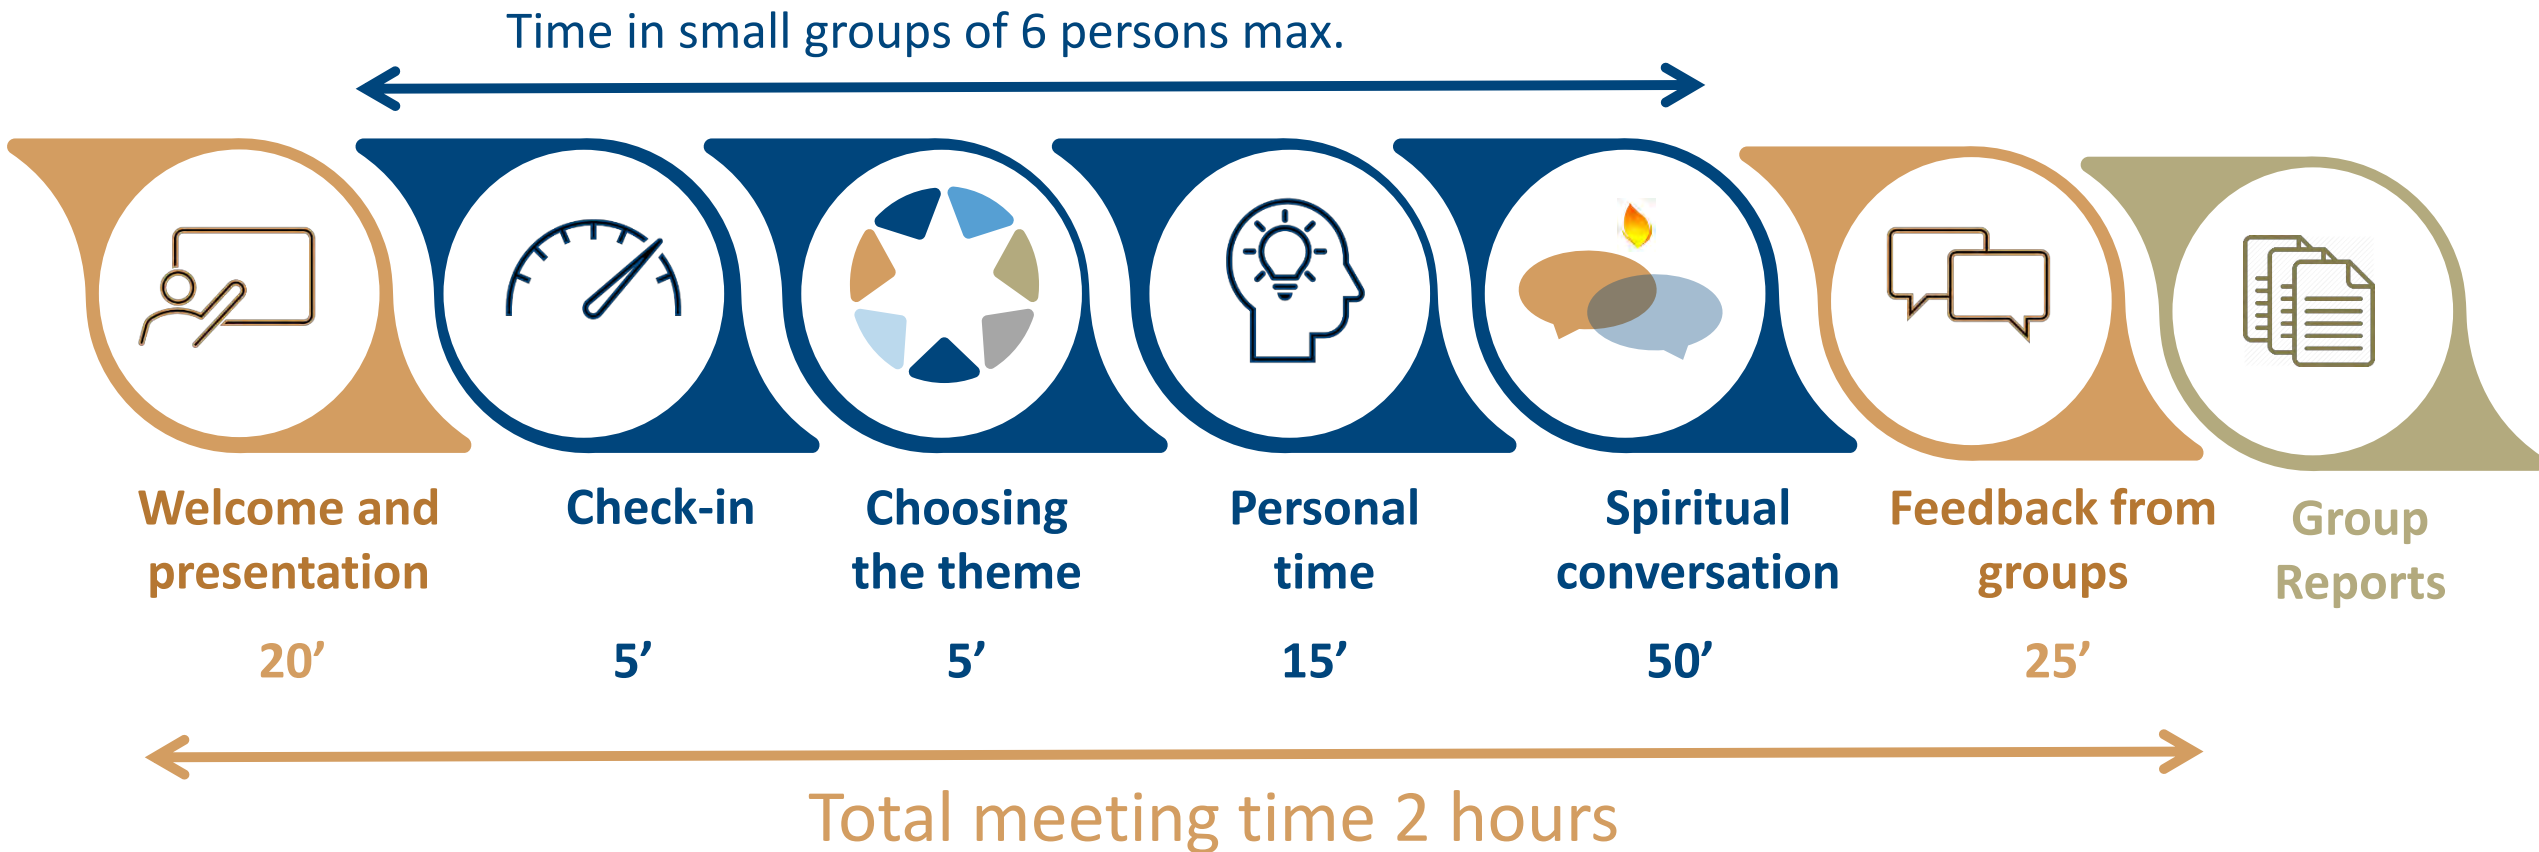 Time in small groups of 6 persons max.
Welcome and
presentation
20’
Check-in
5’
Choosing
the theme
5’
Personal
time
15’
Spiritual
conversation
50’
Feedback from
groups
25’
Group
Reports
Total meeting time 2 hours